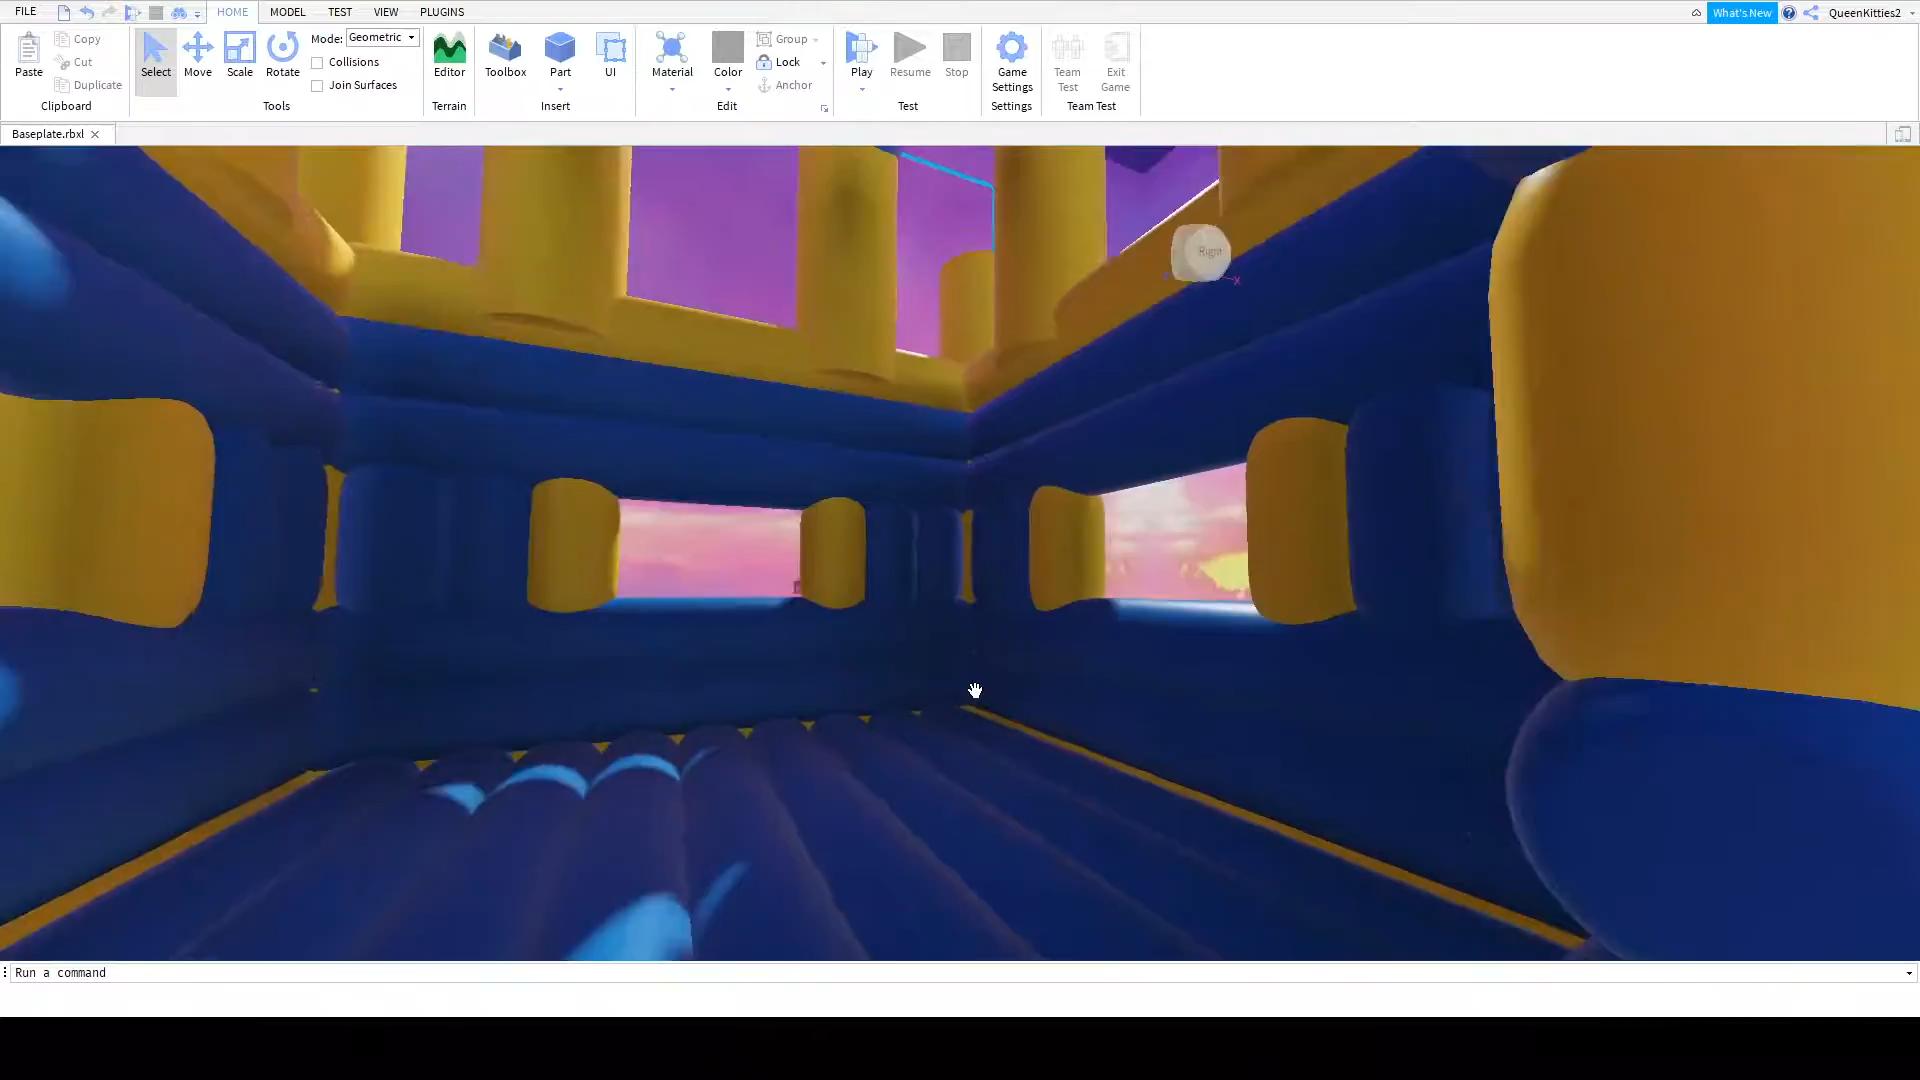 FILE
HOME
MODEL
TEST
VIEW
PLUGINS
What's New
QueenKitties2
Paste
Copy
Cut
Duplicate
Clipboard
Select
Move
Scale
Rotate
Mode: Geometric
Collisions
Join Surfaces
Tools
Editor
Terrain
Toolbox
Part
UI
Insert
Material
Color
Group
Lock
Anchor
Edit
Play
Resume
Stop
Test
Game
Settings
Settings
Team
Test
Exit
Game
Team Test
Baseplate.rbxl
Right
X
Run a command